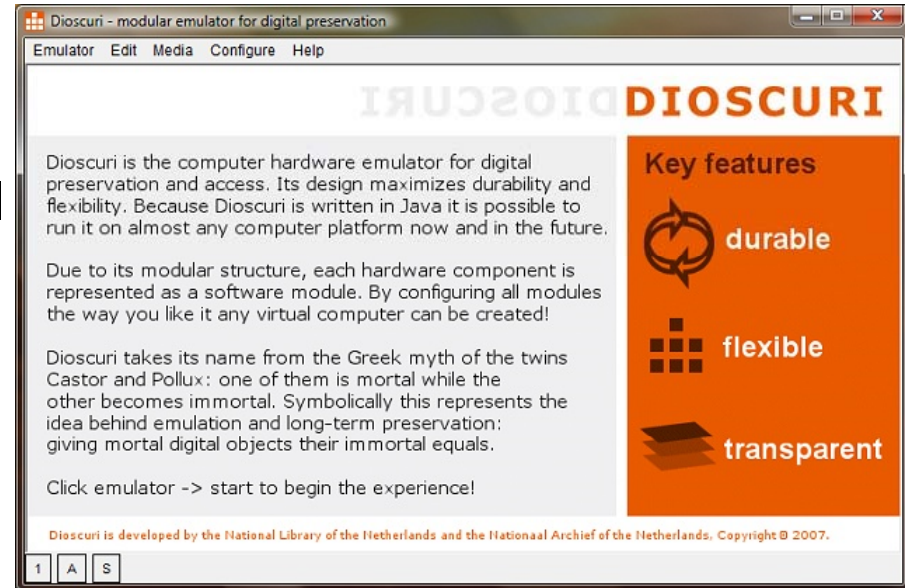 Dioscuri - modular emulator for digital preservation
Emulator Edit Media Configure Help
DIOSCURI DIOSCURI
Dioscuri is the computer hardware emulator for digital
preservation and access. Its design maximizes durability and
flexibility. Because Dioscuri is written in Java it is possible to
run it on almost any computer platform now and in the future.
Due to its modular structure, each hardware component is
represented as a software module. By configuring all modules
the way you like it any virtual computer can be created!
Dioscuri takes its name from the Greek myth of the twins
Castor and Pollux: one of them is mortal while the
other becomes immortal. Symbolically this represents the
idea behind emulation and long-term preservation:
giving mortal digital objects their immortal equals.
Click emulator -> start to begin the experience!
Key features
durable
flexible
transparent
Dioscuri is developed by the National Library of the Netherlands and the Nationaal Archief of the Netherlands, Copyright © 2007.
1 A S